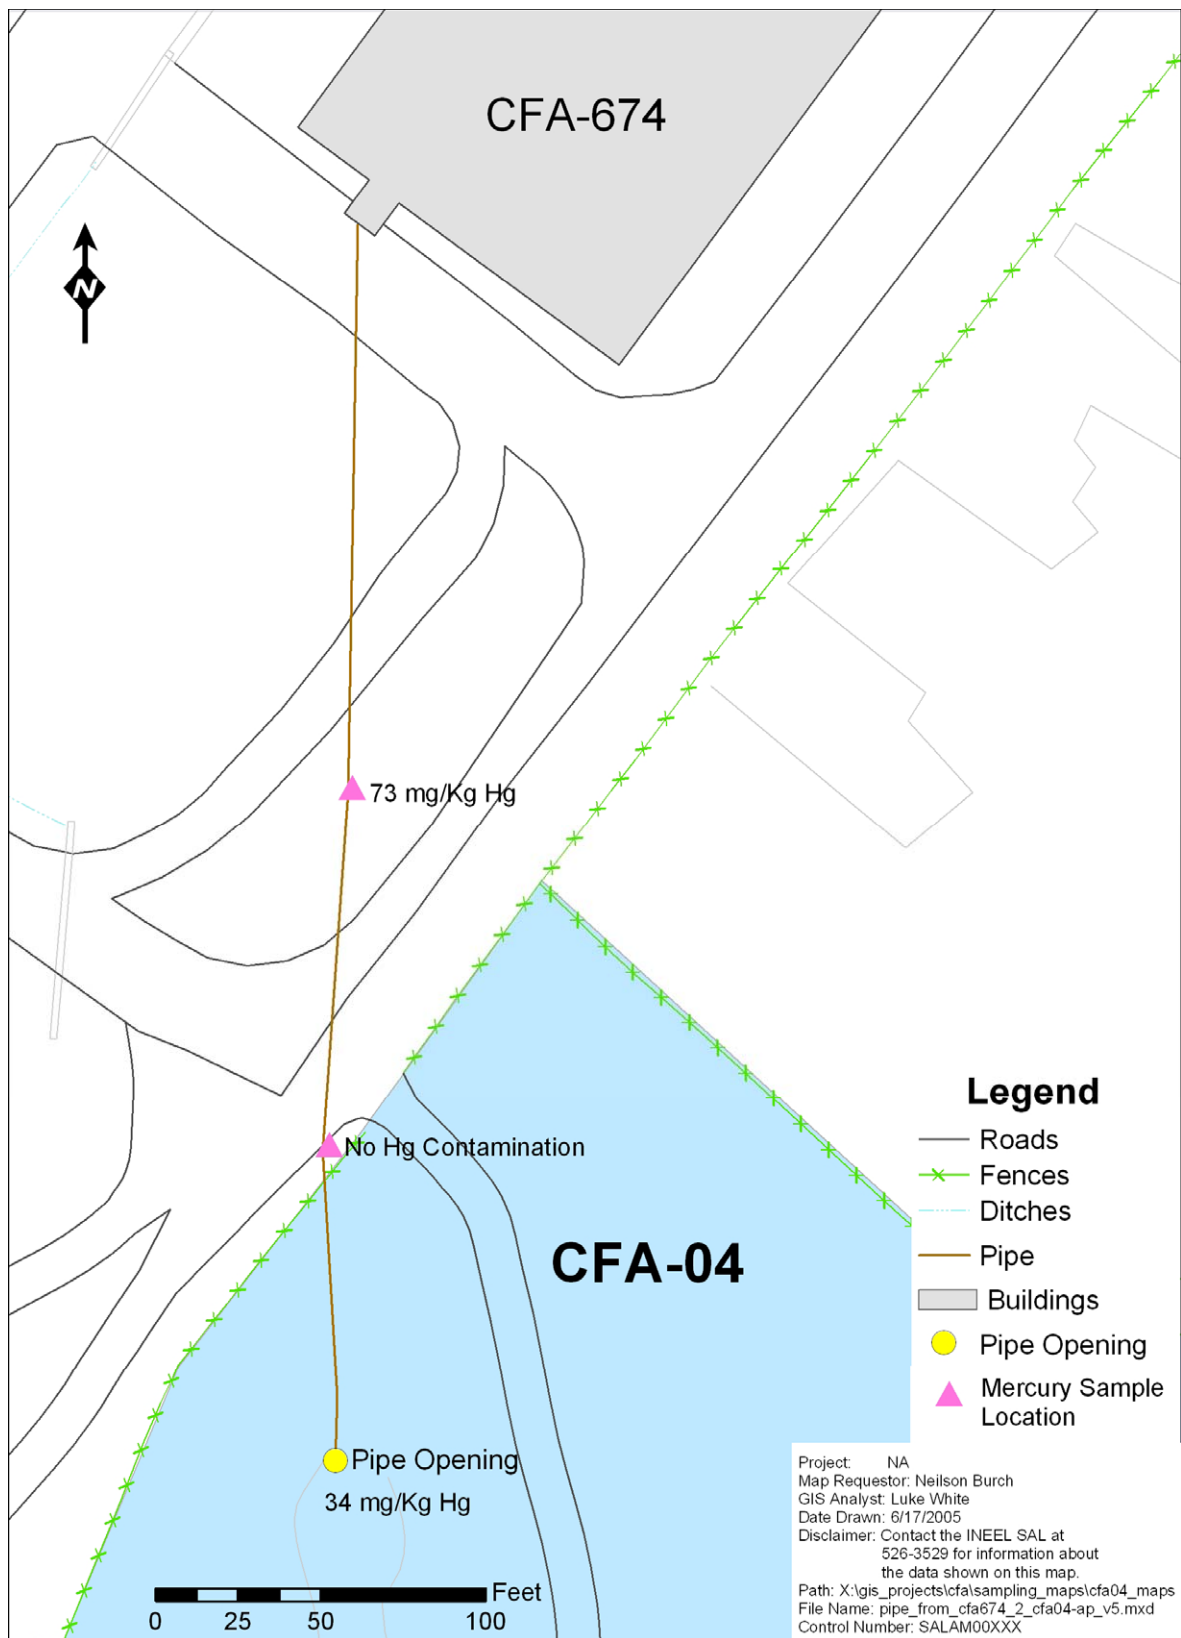 CFA-674
N
73 mg/Kg Hg
No Hg Contamination
CFA-04
Pipe Opening
34 mg/Kg Hg
Feet
0 25 50 100
Legend
Roads
Fences
Ditches
Pipe
Buildings
Pipe Opening
Mercury Sample
Location
Project: NA
Map Requestor: Neilson Burch
GIS Analyst: Luke White
Date Drawn: 6/17/2005
Disclaimer: Contact the INEEL SAL at
526-3529 for information about
the data shown on this map.
Path: X:\gis_projects\cfa\sampling_maps\cfa04_maps
File Name: pipe_from_cfa674_2_cfa04-ap_v5.mxd
Control Number: SALAM00XXX